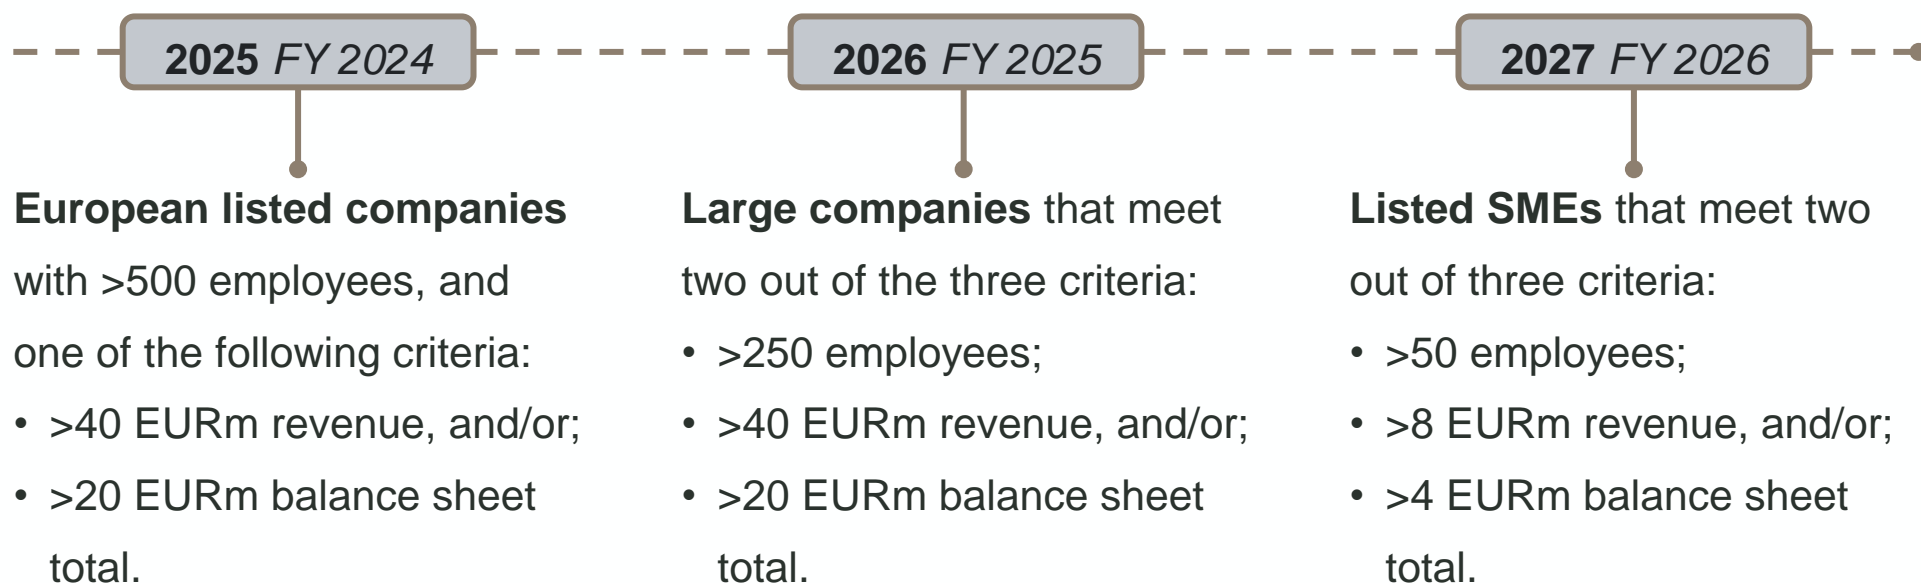 2025 FY 2024
European listed companies
with >500 employees, and
one of the following criteria:
• >40 EURm revenue, and/or;
• >20 EURm balance sheet
total.
2026 FY 2025
Large companies that meet
two out of the three criteria:
• >250 employees;
• >40 EURm revenue, and/or;
• >20 EURm balance sheet
total.
2027 FY 2026
Listed SMEs that meet two
out of three criteria:
• >50 employees;
• >8 EURm revenue, and/or;
• >4 EURm balance sheet
total.